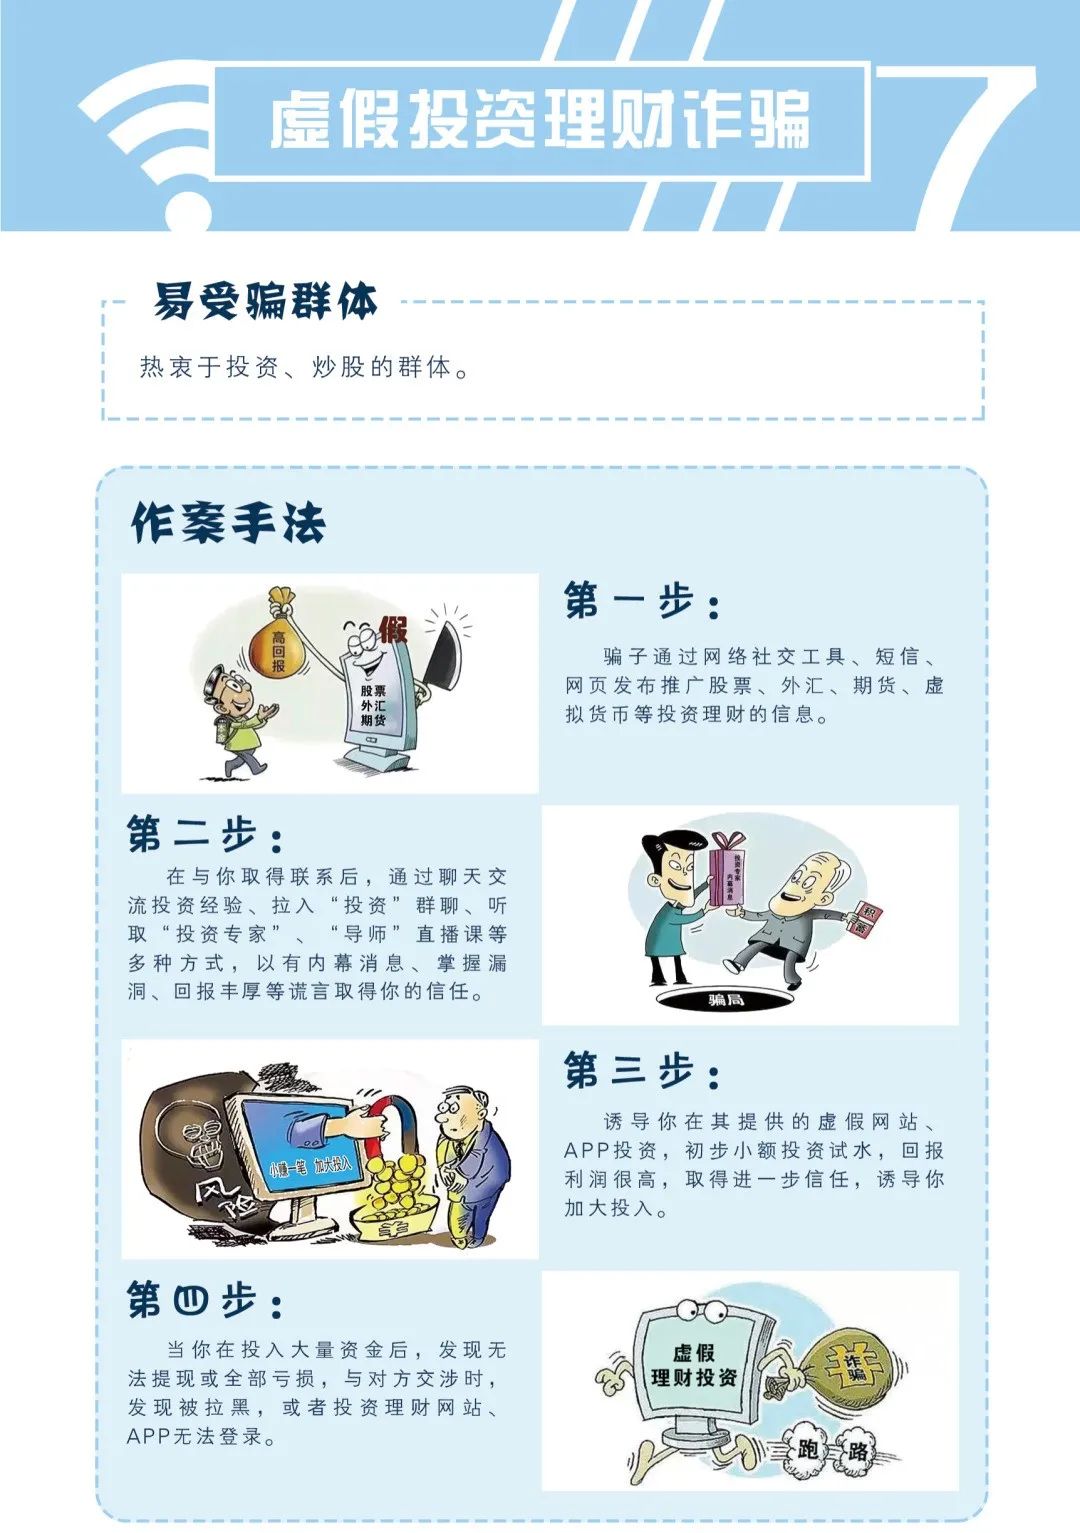 虚假投资理财诈骗
7
易受骗群体
热衷于投资、炒股的群体。
作案手法
高回报
假
股票
外汇
期货
第一步：
骗子通过网络社交工具、短信、
网页发布推广股票、外汇、期货、虚
拟货币等投资理财的信息。
第二步：
在与你取得联系后，通过聊天交
流投资经验、拉入“投资”群聊、听
取“投资专家”、“导师”直播课等
多种方式，以有内幕消息、掌握漏
洞、回报丰厚等谎言取得你的信任。
投资专家
内幕消息
积蓄
骗局
风险
小赚一笔 加大投入
第三步：
诱导你在其提供的虚假网站、
APP投资，初步小额投资试水，回报
利润很高，取得进一步信任，诱导你
加大投入。
第四步：
当你在投入大量资金后，发现无
法提现或全部亏损，与对方交涉时，
发现被拉黑，或者投资理财网站、
APP无法登录。
虚假
理财投资
诈骗
跑路